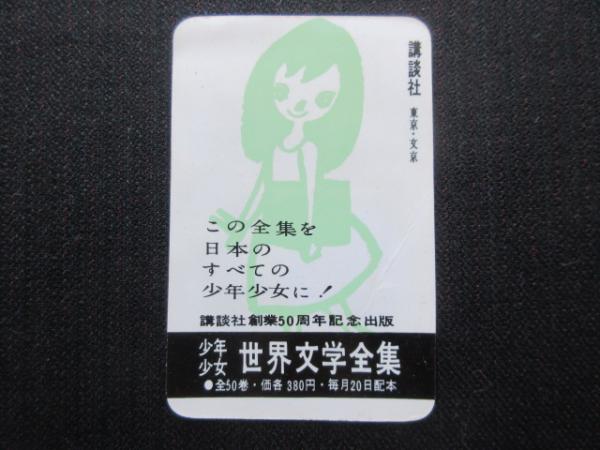 講談社 東京・文京
この全集を
日本の
すべての
少年少女に！
講談社創業50周年記念出版
少年少女 世界文学全集
●全50巻・価各380円・毎月20日配本